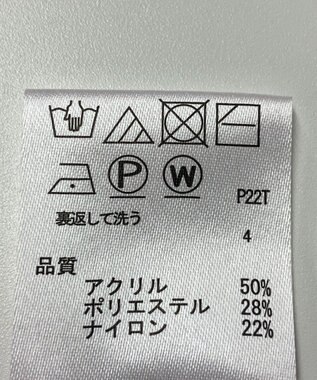 P W P22T
裏返して洗う 4
品質
アクリル 50%
ポリエステル 28%
ナイロン 22%